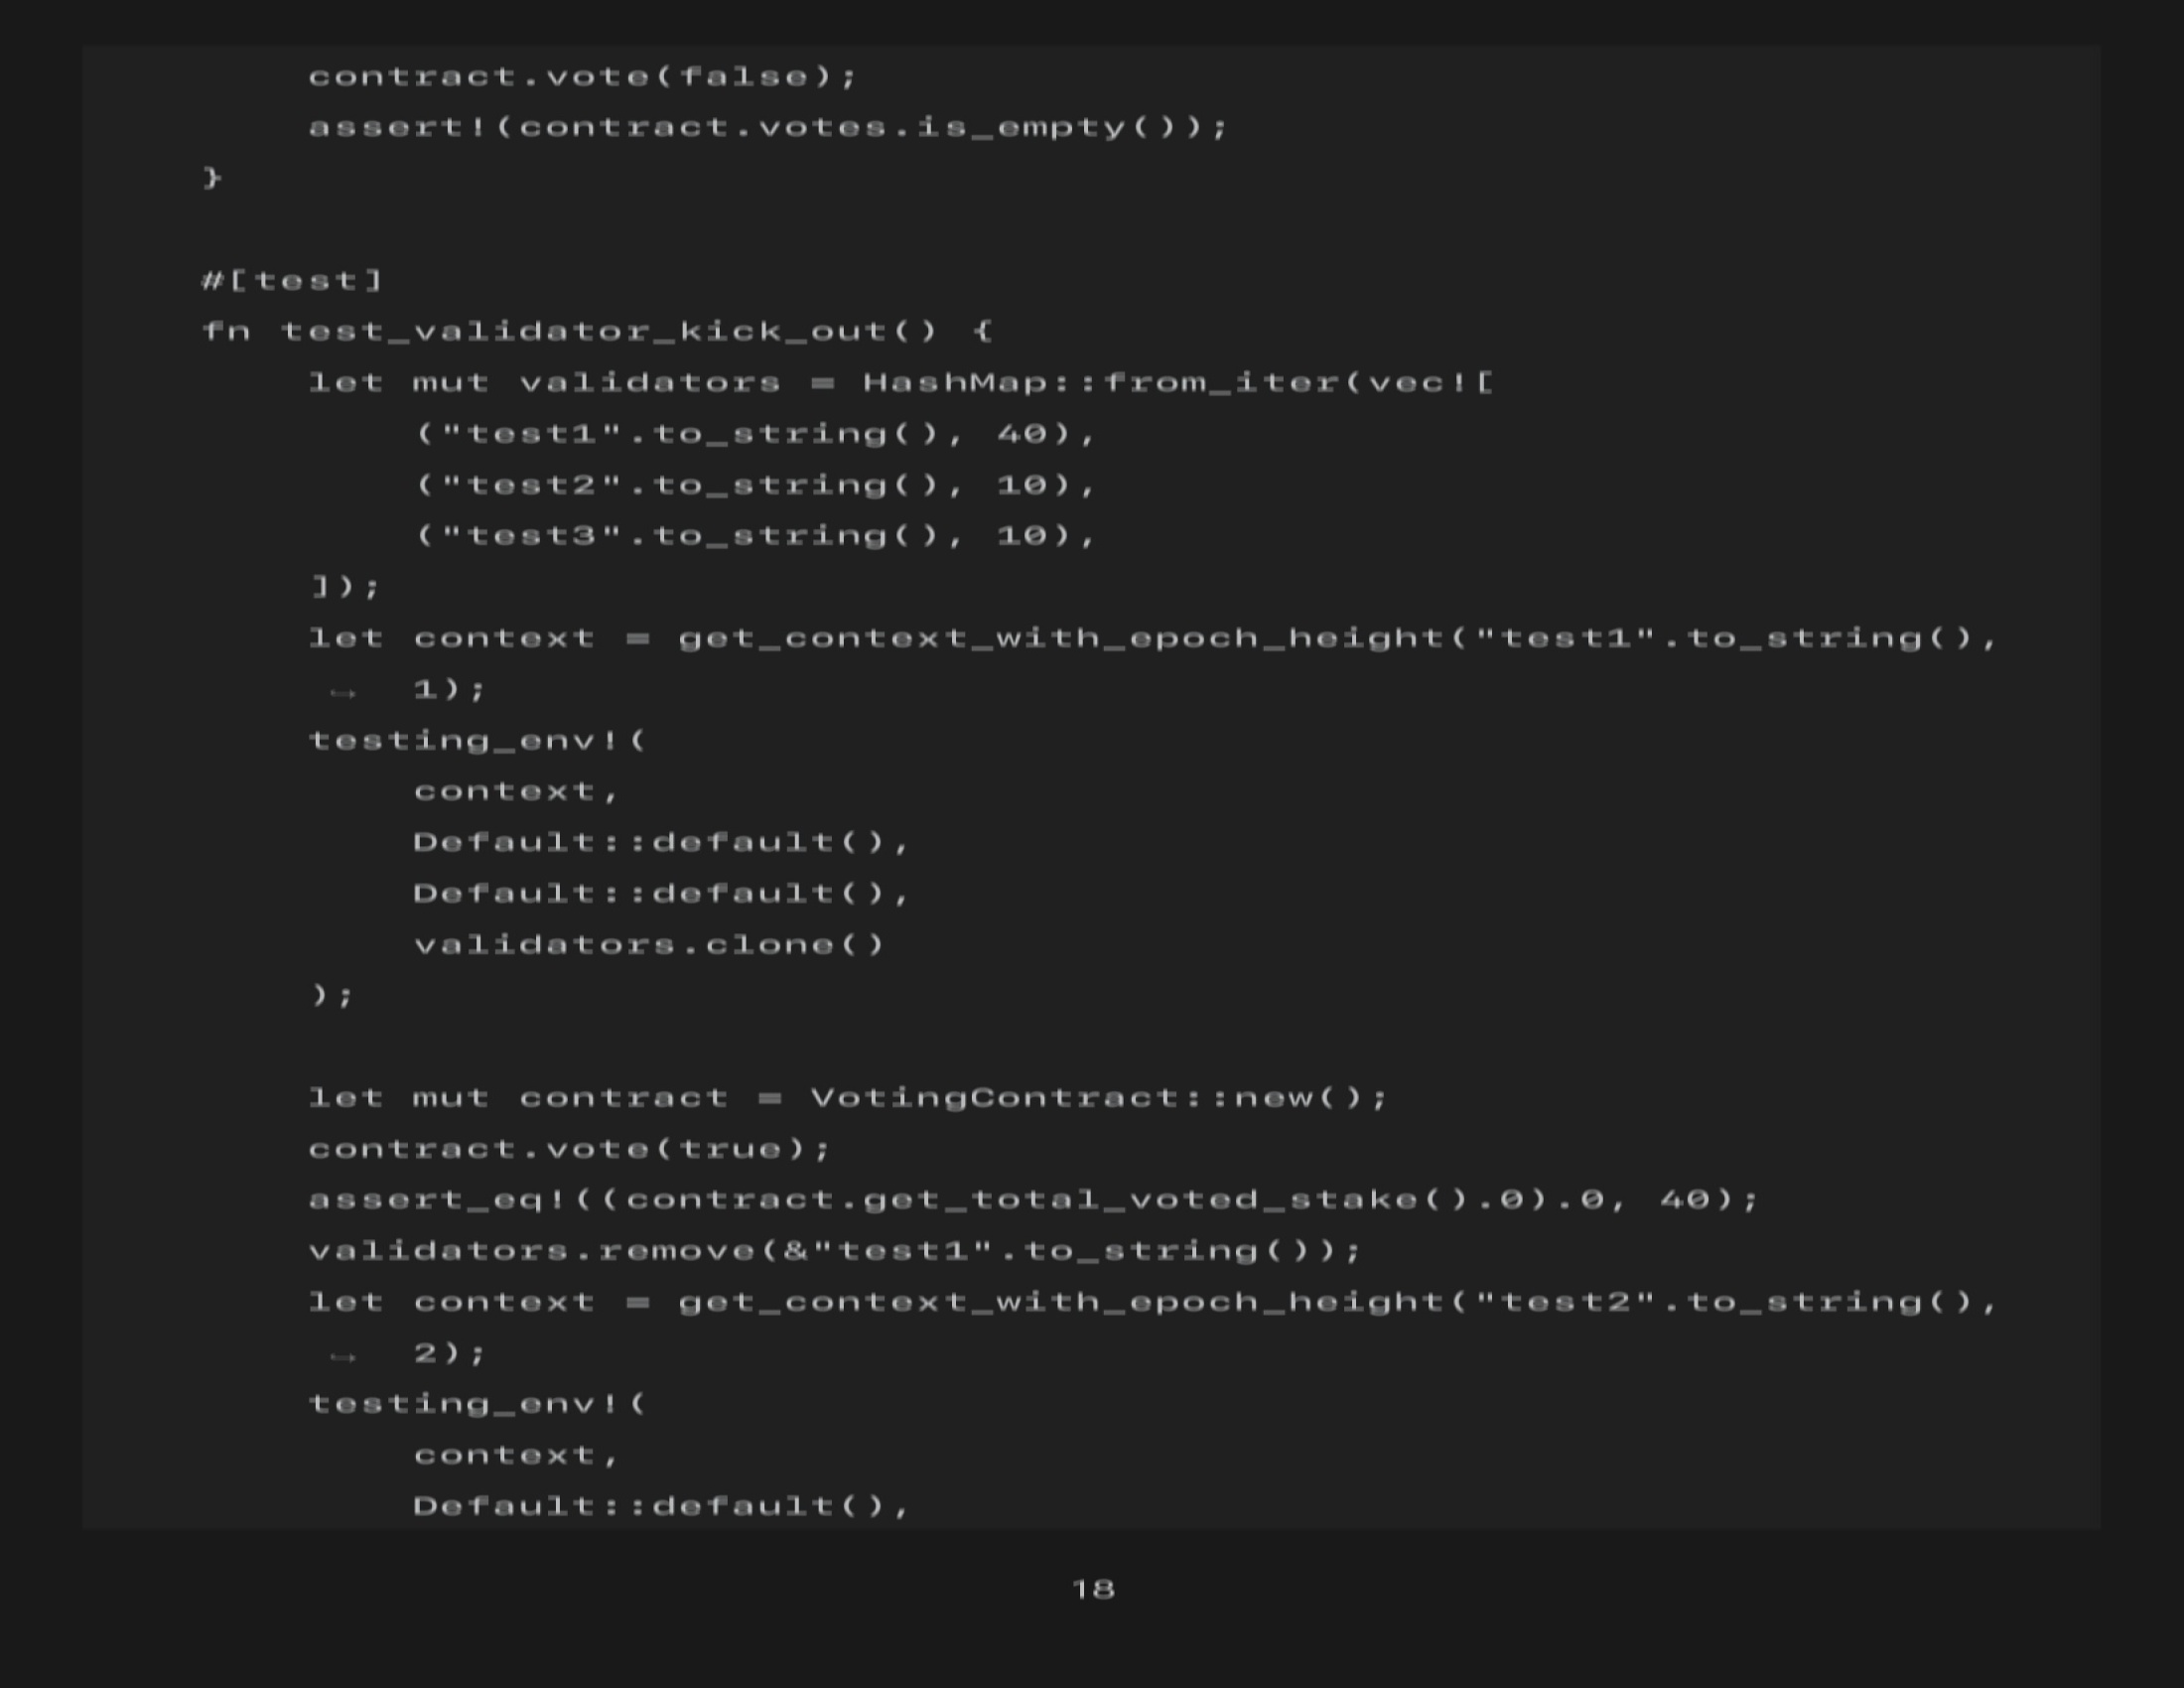 contract.vote(false);
assert!(contract.votes.is_empty());
}
#[test]
fn test_validator_kick_out() {
let mut validators = HashMap::from_iter(vec![
("test1".to_string(), 40),
("test2".to_string(), 10),
("test3".to_string(), 10),
]);
let context = get_context_with_epoch_height("test1".to_string(),
↪ 1);
testing_env!(
context,
Default::default(),
Default::default(),
validators.clone()
);
let mut contract = VotingContract::new();
contract.vote(true);
assert_eq!((contract.get_total_voted_stake().0).0, 40);
validators.remove(&"test1".to_string());
let context = get_context_with_epoch_height("test2".to_string(),
↪ 2);
testing_env!(
context,
Default::default(),
18